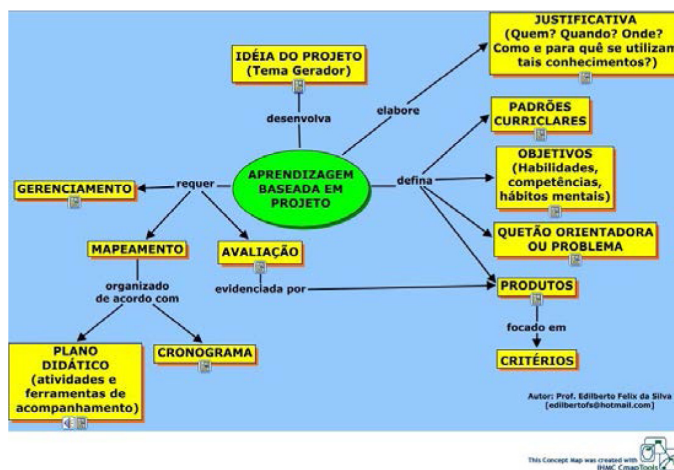 JUSTIFICATIVA
(Quem? Quando? Onde?
Como e para quê se utilizam
tais conhecimentos?)
IDÉIA DO PROJETO
(Tema Gerador)
elabore
desenvolva
PADRÕES
CURRICLARES
APRENDIZAGEM
BASEADA EM
PROJETO
OBJETIVOS
(Habilidades,
competências,
hábitos mentais)
GERENCIAMENTO
requer
defina
QUETÃO ORIENTADORA
OU PROBLEMA
MAPEAMENTO
AVALIAÇÃO
organizado
de acordo com
evidenciada por
PRODUTOS
focado em
PLANO
DIDÁTICO
(atividades e
ferramentas de
acompanhamento)
CRONOGRAMA
CRITÉRIOS
Autor: Prof. Edilberto Felix da Silva
[edilbertofs@hotmail.com]
This Concept Map was created with
IHMC CmapTools